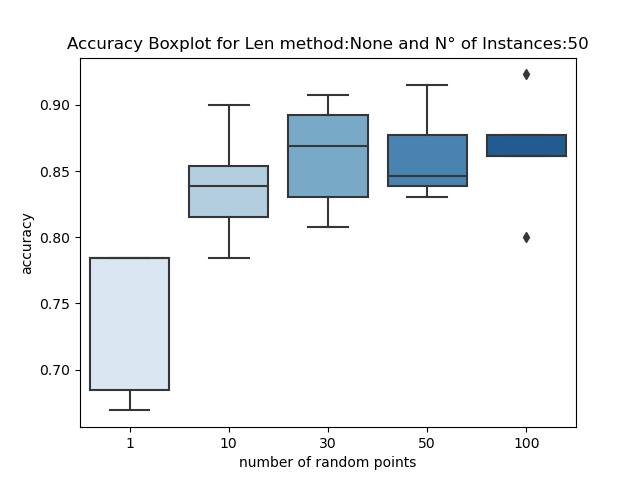 Accuracy Boxplot for Len method:None and N° of Instances:50
0.90
0.85
0.80
0.75
0.70
accuracy
1 10 30 50 100
number of random points